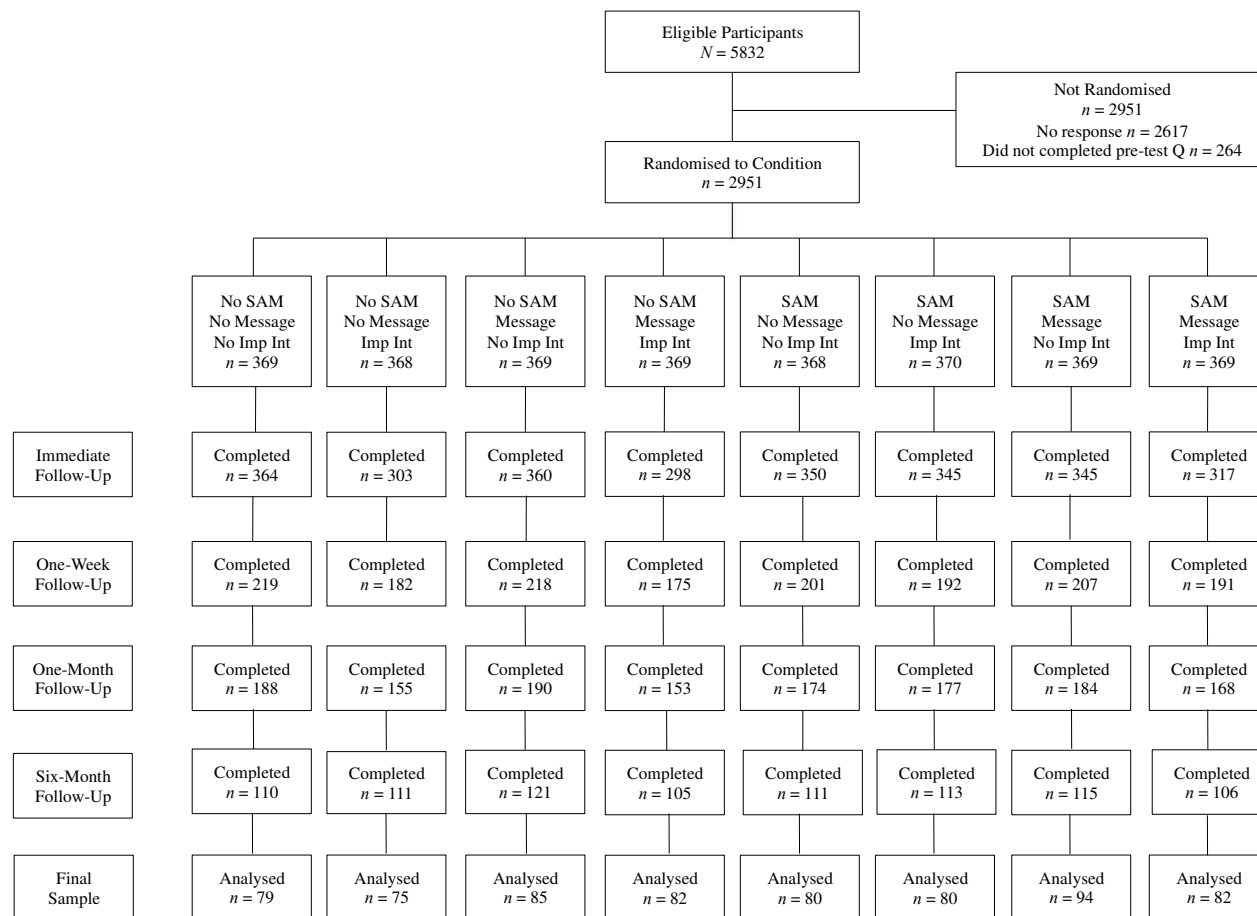 Eligible Participants
N = 5832
Not Randomised
n = 2951
No response n = 2617
Did not completed pre-test Q n = 264
Randomised to Condition
n = 2951
No SAM
No Message
No Imp Int
n = 369
No SAM
No Message
Imp Int
n = 368
No SAM
Message
No Imp Int
n = 369
No SAM
Message
Imp Int
n = 369
SAM
No Message
No Imp Int
n = 368
SAM
No Message
Imp Int
n = 370
SAM
Message
No Imp Int
n = 369
SAM
Message
Imp Int
n = 369
Immediate
Follow-Up
Completed
n = 364
Completed
n = 303
Completed
n = 360
Completed
n = 298
Completed
n = 350
Completed
n = 345
Completed
n = 345
Completed
n = 317
One-Week
Follow-Up
Completed
n = 219
Completed
n = 182
Completed
n = 218
Completed
n = 175
Completed
n = 201
Completed
n = 192
Completed
n = 207
Completed
n = 191
One-Month
Follow-Up
Completed
n = 188
Completed
n = 155
Completed
n = 190
Completed
n = 153
Completed
n = 174
Completed
n = 177
Completed
n = 184
Completed
n = 168
Six-Month
Follow-Up
Completed
n = 110
Completed
n = 111
Completed
n = 121
Completed
n = 105
Completed
n = 111
Completed
n = 113
Completed
n = 115
Completed
n = 106
Final
Sample
Analysed
n = 79
Analysed
n = 75
Analysed
n = 85
Analysed
n = 82
Analysed
n = 80
Analysed
n = 80
Analysed
n = 94
Analysed
n = 82